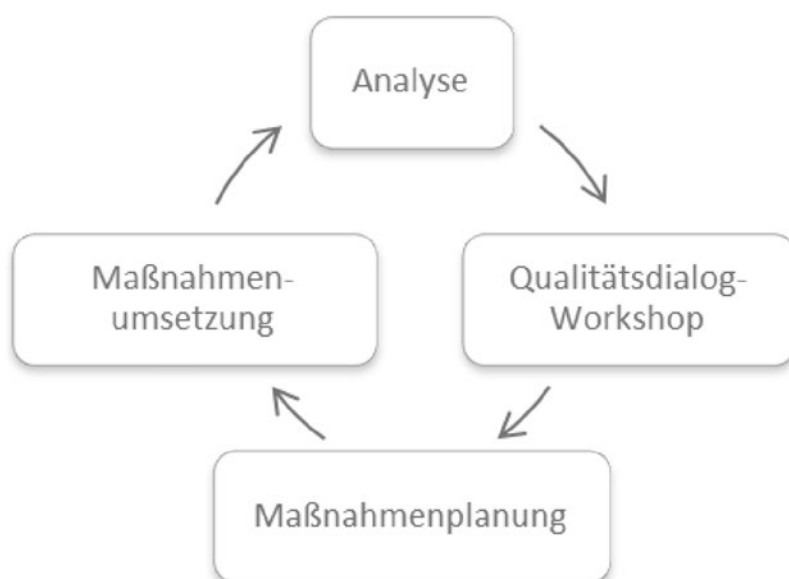 Analyse
Maßnahmen-
umsetzung
Qualitätsdialog-
Workshop
Maßnahmenplanung